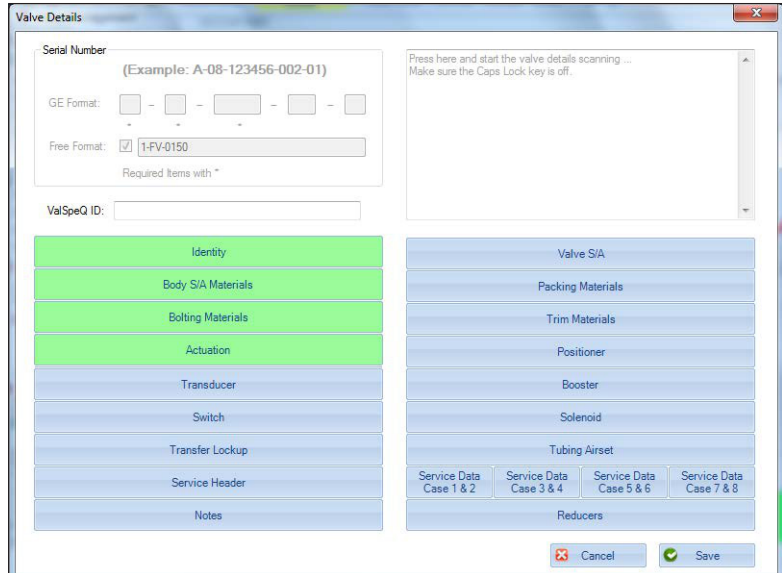 Valve Details
Serial Number
(Example: A-08-123456-002-01)
GE Format: - - - -
* * *
Free Format: 1-FV-0150
Required Items with *
ValSpeQ ID:
Press here and start the valve details scanning ...
Make sure the Caps Lock key is off.
Identity
Body S/A Materials
Bolting Materials
Actuation
Transducer
Switch
Transfer Lockup
Service Header
Notes
Valve S/A
Packing Materials
Trim Materials
Positioner
Booster
Solenoid
Tubing Airset
Service Data
Case 1 & 2
Service Data
Case 3 & 4
Service Data
Case 5 & 6
Service Data
Case 7 & 8
Reducers
Cancel
Save